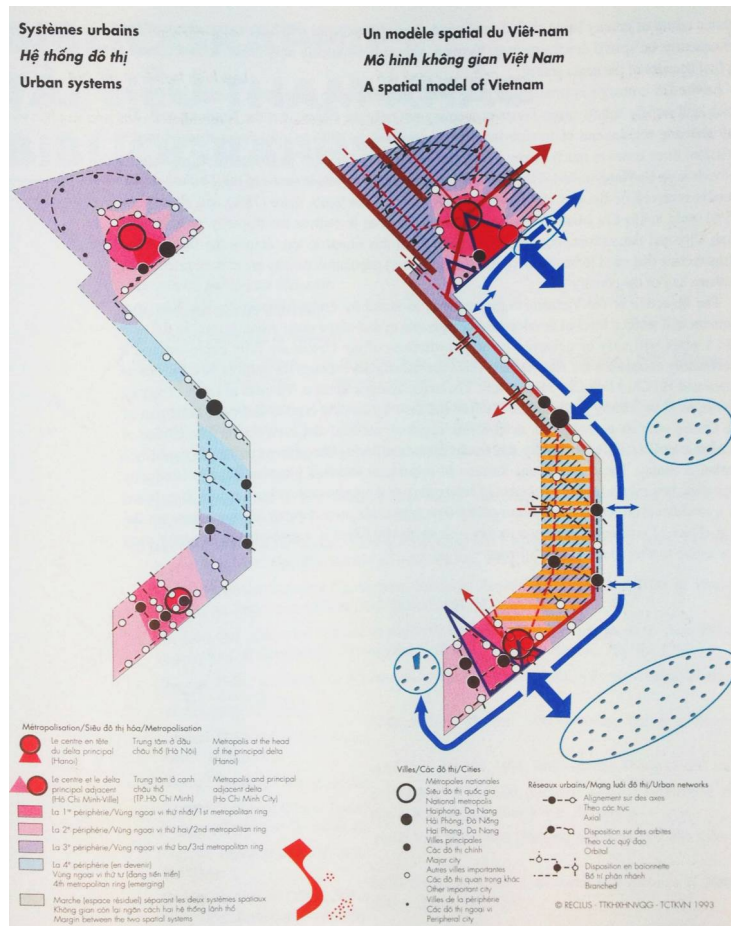 Systèmes urbains
Hệ thống đô thị
Urban systems
Un modèle spatial du Việt-nam
Mô hình không gian Việt Nam
A spatial model of Vietnam
Métropolisation/Siêu đô thị hóa/Metropolisation
Le centre en tête
du delta principal
(Hanoi)
Trung tâm ở đầu
châu thổ (Hà Nôi)
Metropolis at the head
of the principal delta
(Hanoi)
Le centre et le delta
principal adjacent
(Hô Chi Minh-Ville)
Trung tâm ở cạnh
châu thổ
(TP.Hồ Chí Minh)
Metropolis and principal
adjacent delta
(Ho Chi Minh City)
La 1re périphérie/Vùng ngoại vi thứ nhất/1st metropolitan ring
La 2e périphérie/Vùng ngoại vi thứ hai/2nd metropolitan ring
La 3e périphérie/Vùng ngoại vi thứ ba/3rd metropolitan ring
La 4e périphérie (en devenir)
Vùng ngoại vi thứ tư (đang tiến triển)
4th metropolitan ring (emerging)
Marche (espace résiduel) séparant les deux systèmes spatiaux
Không gian còn lại ngăn cách hai hệ thống lãnh thổ
Margin between the two spatial systems
Villes/Các đô thị/Cities
Métropoles nationales
Siêu đô thị quốc gia
National metropolis
Haiphong, Da Nang
Hải Phòng, Đà Nẵng
Hai Phong, Da Nang
Villes principales
Các đô thị chính
Major city
Autres villes importantes
Các đô thị quan trọng khác
Other important city
Villes de la périphérie
Các đô thị ngoại vi
Peripheral city
Réseaux urbains/Mạng lưới đô thị/Urban networks
Alignement sur des axes
Theo các trục
Axial
Disposition sur des orbites
Theo các quỹ đạo
Orbital
Disposition en baïonnette
Bố trí phân nhánh
Branched
© RECLUS - TTKHXHNVQG - TCTKVN 1993